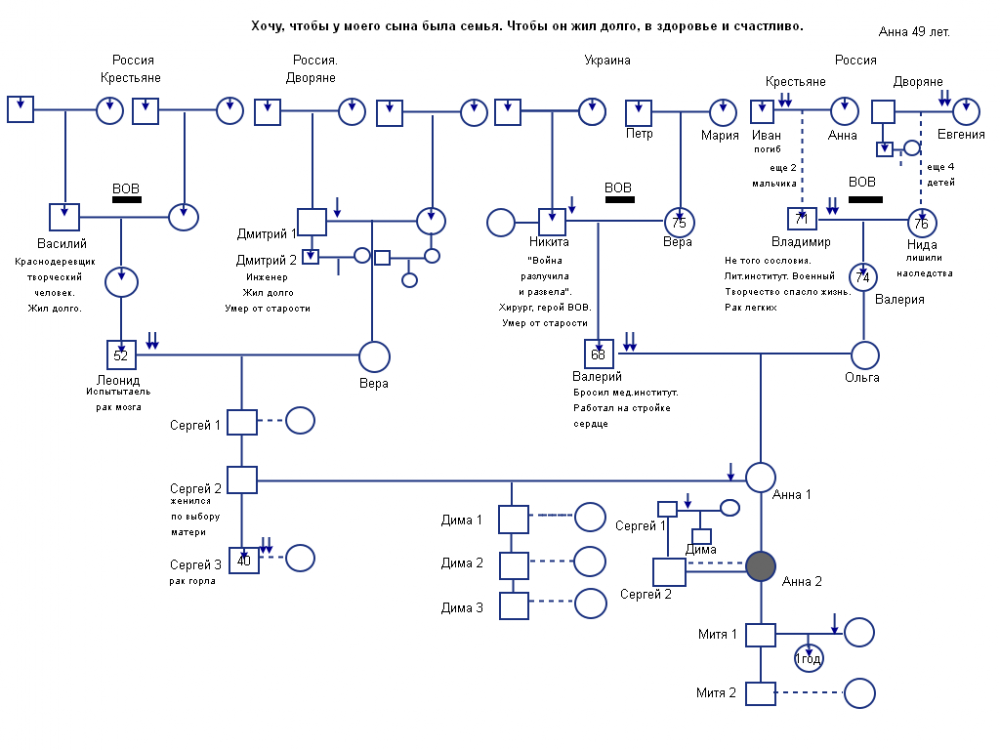 Хочу, чтобы у моего сына была семья. Чтобы он жил долго, в здоровье и счастливо.
Анна 49 лет.
Россия
Крестьяне
Россия.
Дворяне
Украина
Россия
Крестьяне
Дворяне
Петр
Мария
Иван
погиб
Анна
Евгения
еще 2
мальчика
еще 4
детей
ВОВ
ВОВ
ВОВ
Василий
Краснодеревщик
творческий
человек.
Жил долго.
Дмитрий 1
Дмитрий 2
Инженер
Жил долго
Умер от старости
Никита
"Война
разлучила
и развела".
Хирург, герой ВОВ.
Умер от старости
75
Вера
71
Владимир
Не того сословия.
Лит.институт. Военный
Творчество спасло жизнь.
Рак легких
76
Нида
лишили
наследства
74
Валерия
52
Леонид
Испытытаель
рак мозга
Вера
68
Валерий
Бросил мед.институт.
Работал на стройке
сердце
Ольга
Сергей 1
Сергей 2
женился
по выбору
матери
Сергей 3
рак горла
40
Дима 1
Дима 2
Дима 3
Анна 1
Сергей 1
Дима
Сергей 2
Анна 2
Митя 1
1год
Митя 2